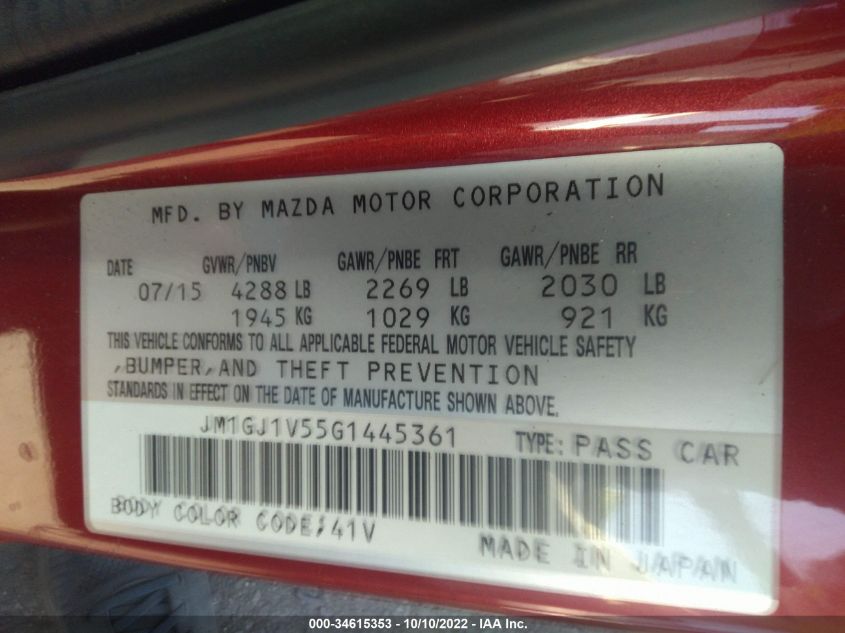 MFD. BY MAZDA MOTOR CORPORATION
DATE GVWR/PNBV GAWR/PNBE FRT GAWR/PNBE RR
07/15 4288 LB 2269 LB 2030 LB
1945 KG 1029 KG 921 KG
THIS VEHICLE CONFORMS TO ALL APPLICABLE FEDERAL MOTOR VEHICLE SAFETY
,BUMPER,AND THEFT PREVENTION
STANDARDS IN EFFECT ON THE DATE OF MANUFACTURE SHOWN ABOVE.
JM1GJ1V55G1445361 TYPE: PASS CAR
BODY COLOR CODE:41V
MADE IN JAPAN
000-34615353 - 10/10/2022 - IAA Inc.